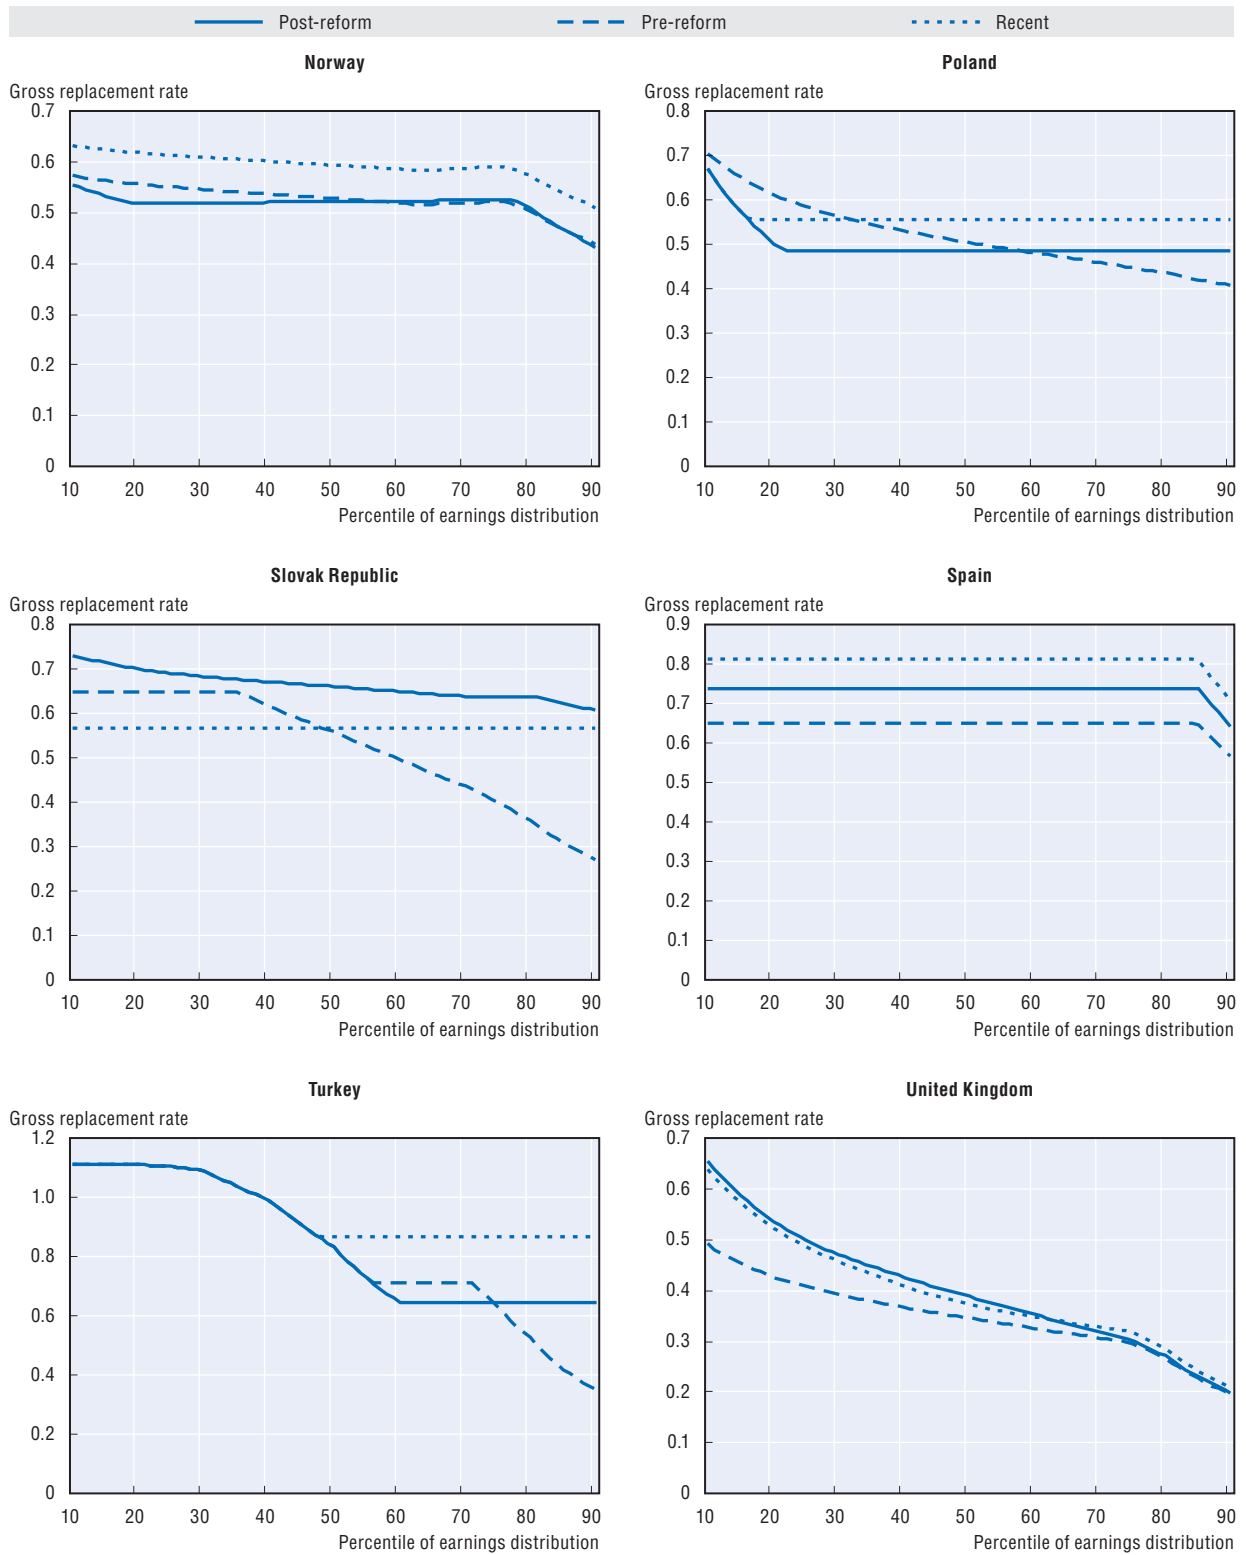 Post-reform Pre-reform Recent
Norway
Gross replacement rate
0.7
0.6
0.5
0.4
0.3
0.2
0.1
0
10 20 30 40 50 60 70 80 90
Percentile of earnings distribution
Poland
Gross replacement rate
0.8
0.7
0.6
0.5
0.4
0.3
0.2
0.1
0
10 20 30 40 50 60 70 80 90
Percentile of earnings distribution
Slovak Republic
Gross replacement rate
0.8
0.7
0.6
0.5
0.4
0.3
0.2
0.1
0
10 20 30 40 50 60 70 80 90
Percentile of earnings distribution
Spain
Gross replacement rate
0.9
0.8
0.7
0.6
0.5
0.4
0.3
0.2
0.1
0
10 20 30 40 50 60 70 80 90
Percentile of earnings distribution
Turkey
Gross replacement rate
1.2
1.0
0.8
0.6
0.4
0.2
0
10 20 30 40 50 60 70 80 90
Percentile of earnings distribution
United Kingdom
Gross replacement rate
0.7
0.6
0.5
0.4
0.3
0.2
0.1
0
10 20 30 40 50 60 70 80 90
Percentile of earnings distribution